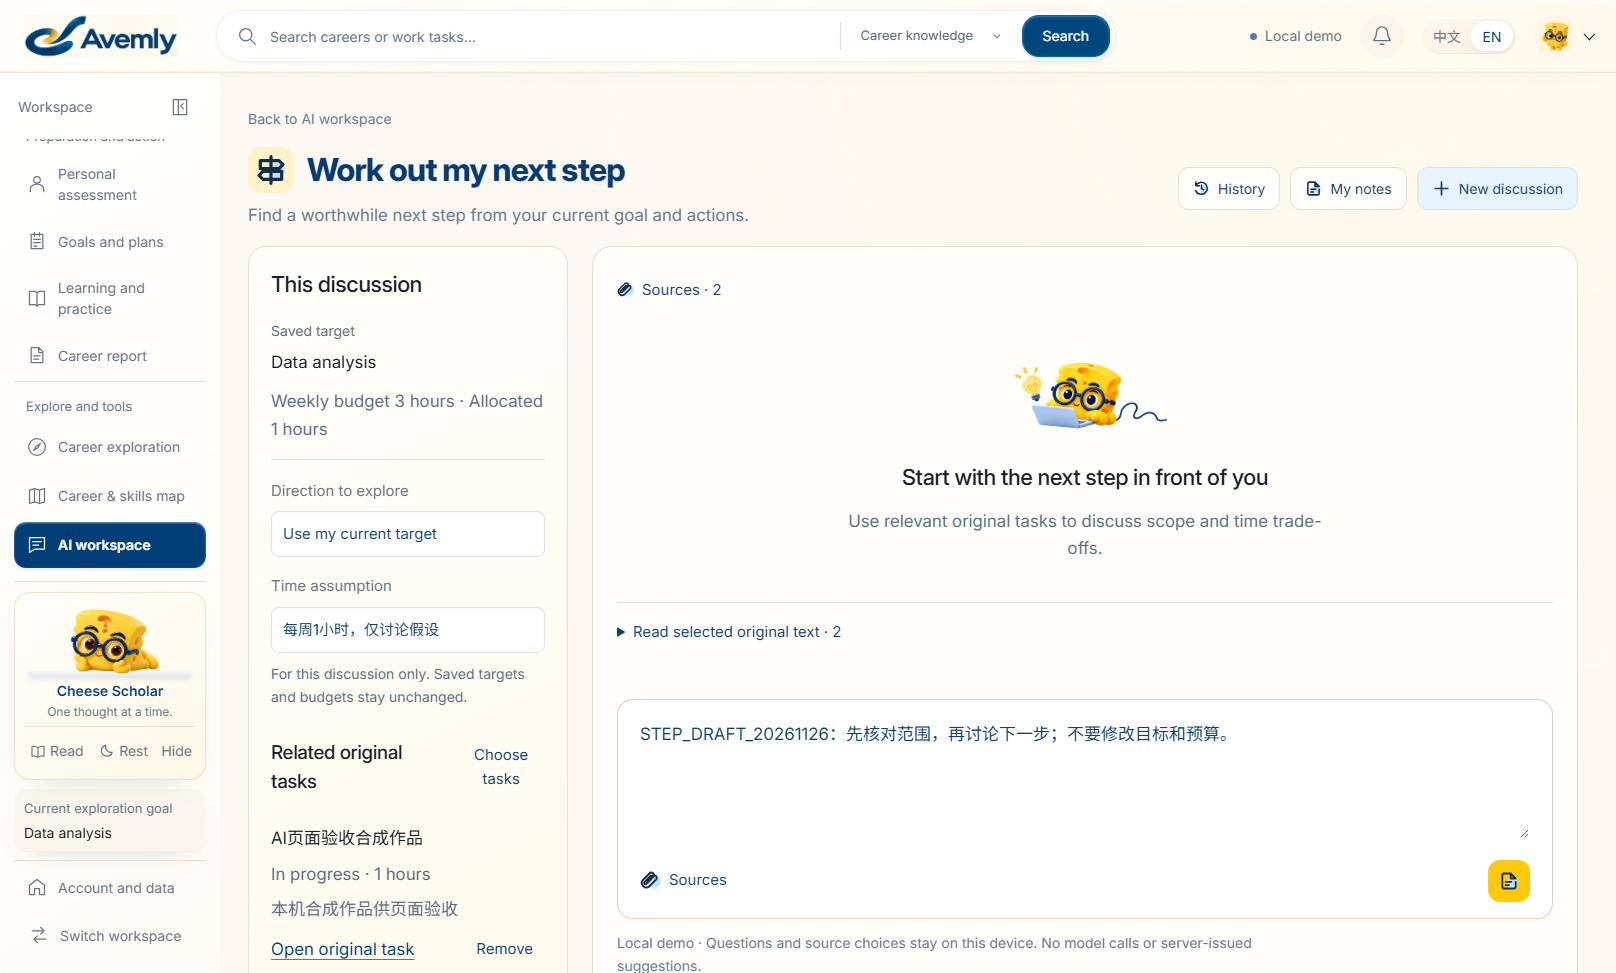 Avemly
Search careers or work tasks...
Career knowledge
Search
Local demo
中文
EN
Workspace
Preparation and action
Personal
assessment
Goals and plans
Learning and
practice
Career report
Explore and tools
Career exploration
Career & skills map
AI workspace
Cheese Scholar
One thought at a time.
Read
Rest
Hide
Current exploration goal
Data analysis
Account and data
Switch workspace
Back to AI workspace
Work out my next step
Find a worthwhile next step from your current goal and actions.
History
My notes
New discussion
This discussion
Saved target
Data analysis
Weekly budget 3 hours · Allocated
1 hours
Direction to explore
Use my current target
Time assumption
每周1小时，仅讨论假设
For this discussion only. Saved targets
and budgets stay unchanged.
Related original
tasks
Choose
tasks
AI页面验收合成作品
In progress · 1 hours
本机合成作品供页面验收
Open original task
Remove
Sources · 2
Start with the next step in front of you
Use relevant original tasks to discuss scope and time trade-
offs.
Read selected original text · 2
STEP_DRAFT_20261126：先核对范围，再讨论下一步；不要修改目标和预算。
Sources
Local demo · Questions and source choices stay on this device. No model calls or server-issued
suggestions.